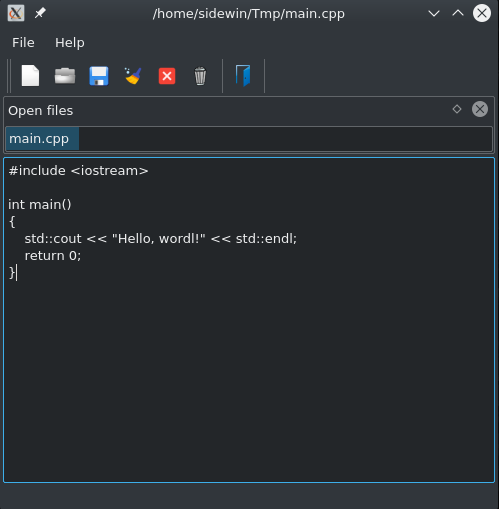 /home/sidewin/Tmp/main.cpp
File Help
Open files
main.cpp
#include <iostream>
int main()
{
    std::cout << "Hello, wordl!" << std::endl;
    return 0;
}